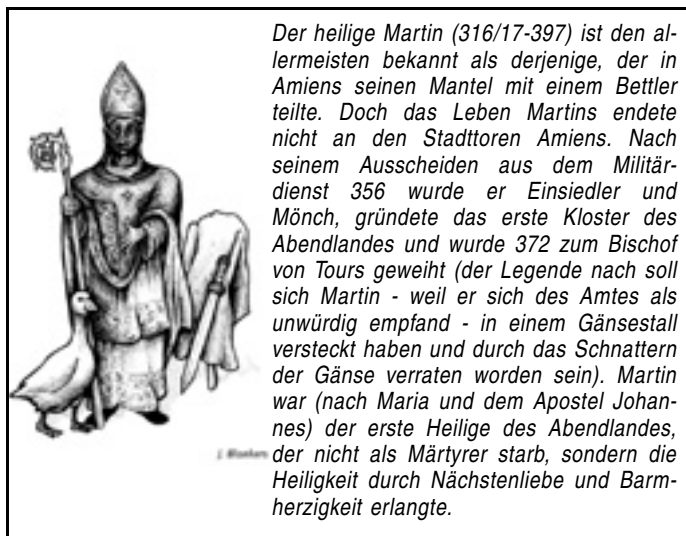 Der heilige Martin (316/17-397) ist den al-
lermeisten bekannt als derjenige, der in
Amiens seinen Mantel mit einem Bettler
teilte. Doch das Leben Martins endete
nicht an den Stadttoren Amiens. Nach
seinem Ausscheiden aus dem Militär-
dienst 356 wurde er Einsiedler und
Mönch, gründete das erste Kloster des
Abendlandes und wurde 372 zum Bischof
von Tours geweiht (der Legende nach soll
sich Martin - weil er sich des Amtes als
unwürdig empfand - in einem Gänsestall
versteckt haben und durch das Schnattern
der Gänse verraten worden sein). Martin
war (nach Maria und dem Apostel Johan-
nes) der erste Heilige des Abendlandes,
der nicht als Märtyrer starb, sondern die
Heiligkeit durch Nächstenliebe und Barm-
herzigkeit erlangte.